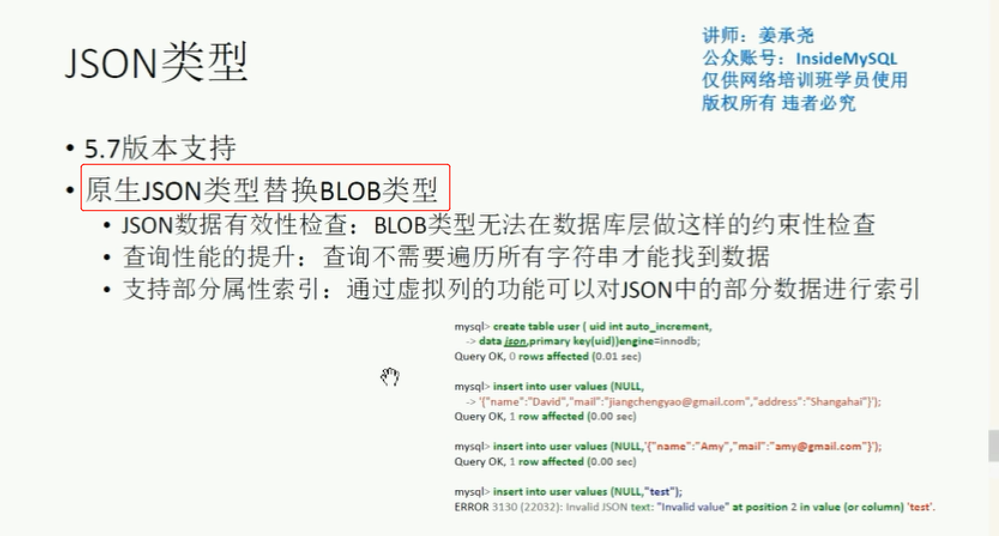 JSON类型
讲师：姜承尧
公众账号：InsideMySQL
仅供网络培训班学员使用
版权所有 违者必究
• 5.7版本支持
• 原生JSON类型替换BLOB类型
• JSON数据有效性检查：BLOB类型无法在数据库层做这样的约束性检查
• 查询性能的提升：查询不需要遍历所有字符串才能找到数据
• 支持部分属性索引：通过虚拟列的功能可以对JSON中的部分数据进行索引
mysql> create table user ( uid int auto_increment,
-> data json,primary key(uid))engine=innodb;
Query OK, 0 rows affected (0.01 sec)
mysql> insert into user values (NULL,
-> '{"name":"David","mail":"jiangchengyao@gmail.com","address":"Shangahai"}');
Query OK, 1 row affected (0.00 sec)
mysql> insert into user values (NULL,'{"name":"Amy","mail":"amy@gmail.com"}');
Query OK, 1 row affected (0.00 sec)
mysql> insert into user values (NULL,"test");
ERROR 3130 (22032): Invalid JSON text: "Invalid value" at position 2 in value (or column) 'test'.